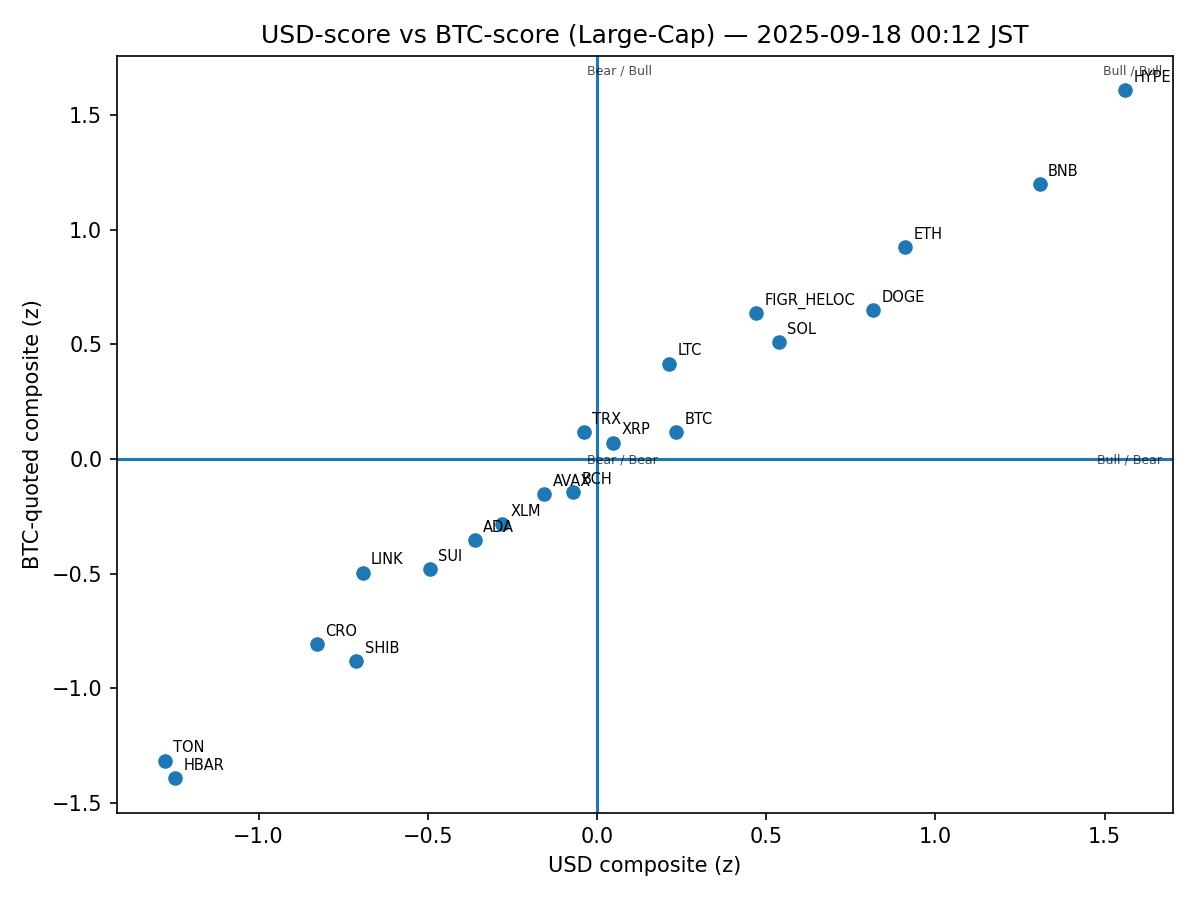 USD-score vs BTC-score (Large-Cap) — 2025-09-18 00:12 JST
Bear / Bull
Bull / Bull
HYPE
BNB
ETH
FIGR_HELOC
DOGE
SOL
LTC
TRX
XRP
BTC
Bear / Bear
Bull / Bear
AVAX
BCH
XLM
ADA
LINK
SUI
CRO
SHIB
TON
HBAR
1.5
1.0
0.5
0.0
−0.5
−1.0
−1.5
−1.0
−0.5
0.0
0.5
1.0
1.5
BTC-quoted composite (z)
USD composite (z)